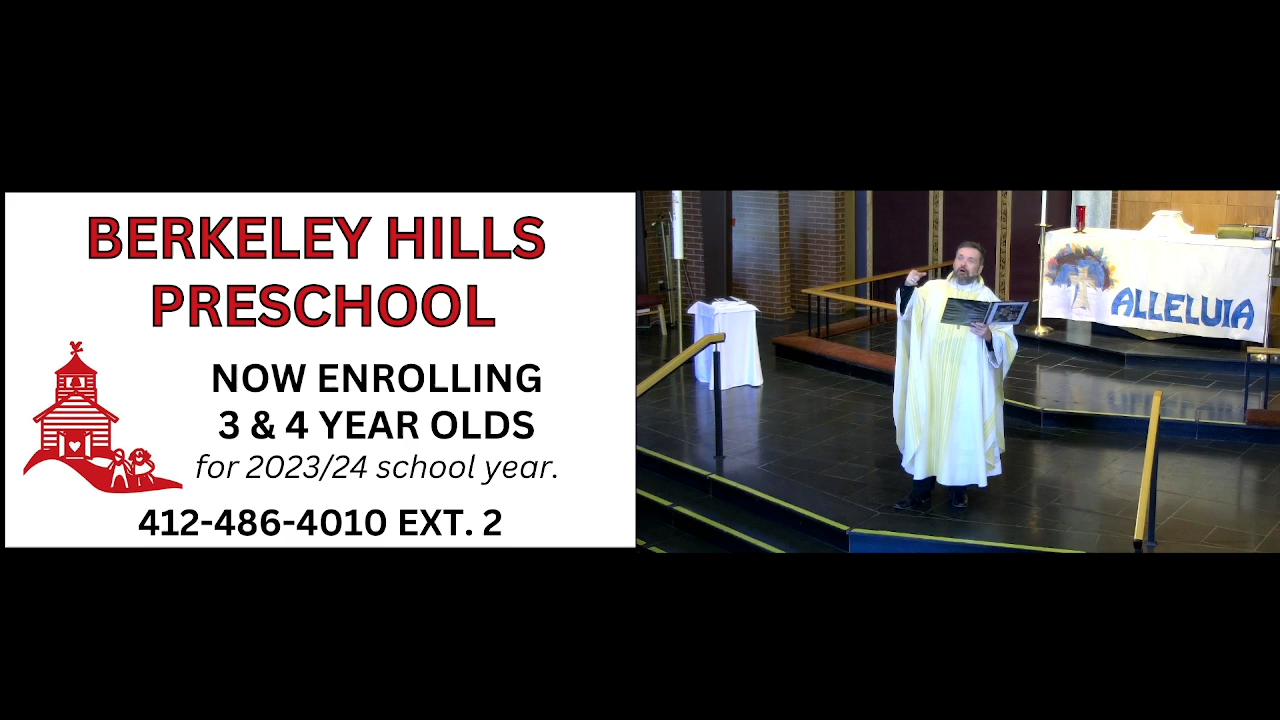 BERKELEY HILLS
PRESCHOOL
NOW ENROLLING
3 & 4 YEAR OLDS
for 2023/24 school year.
412-486-4010 EXT. 2
ALLELUIA